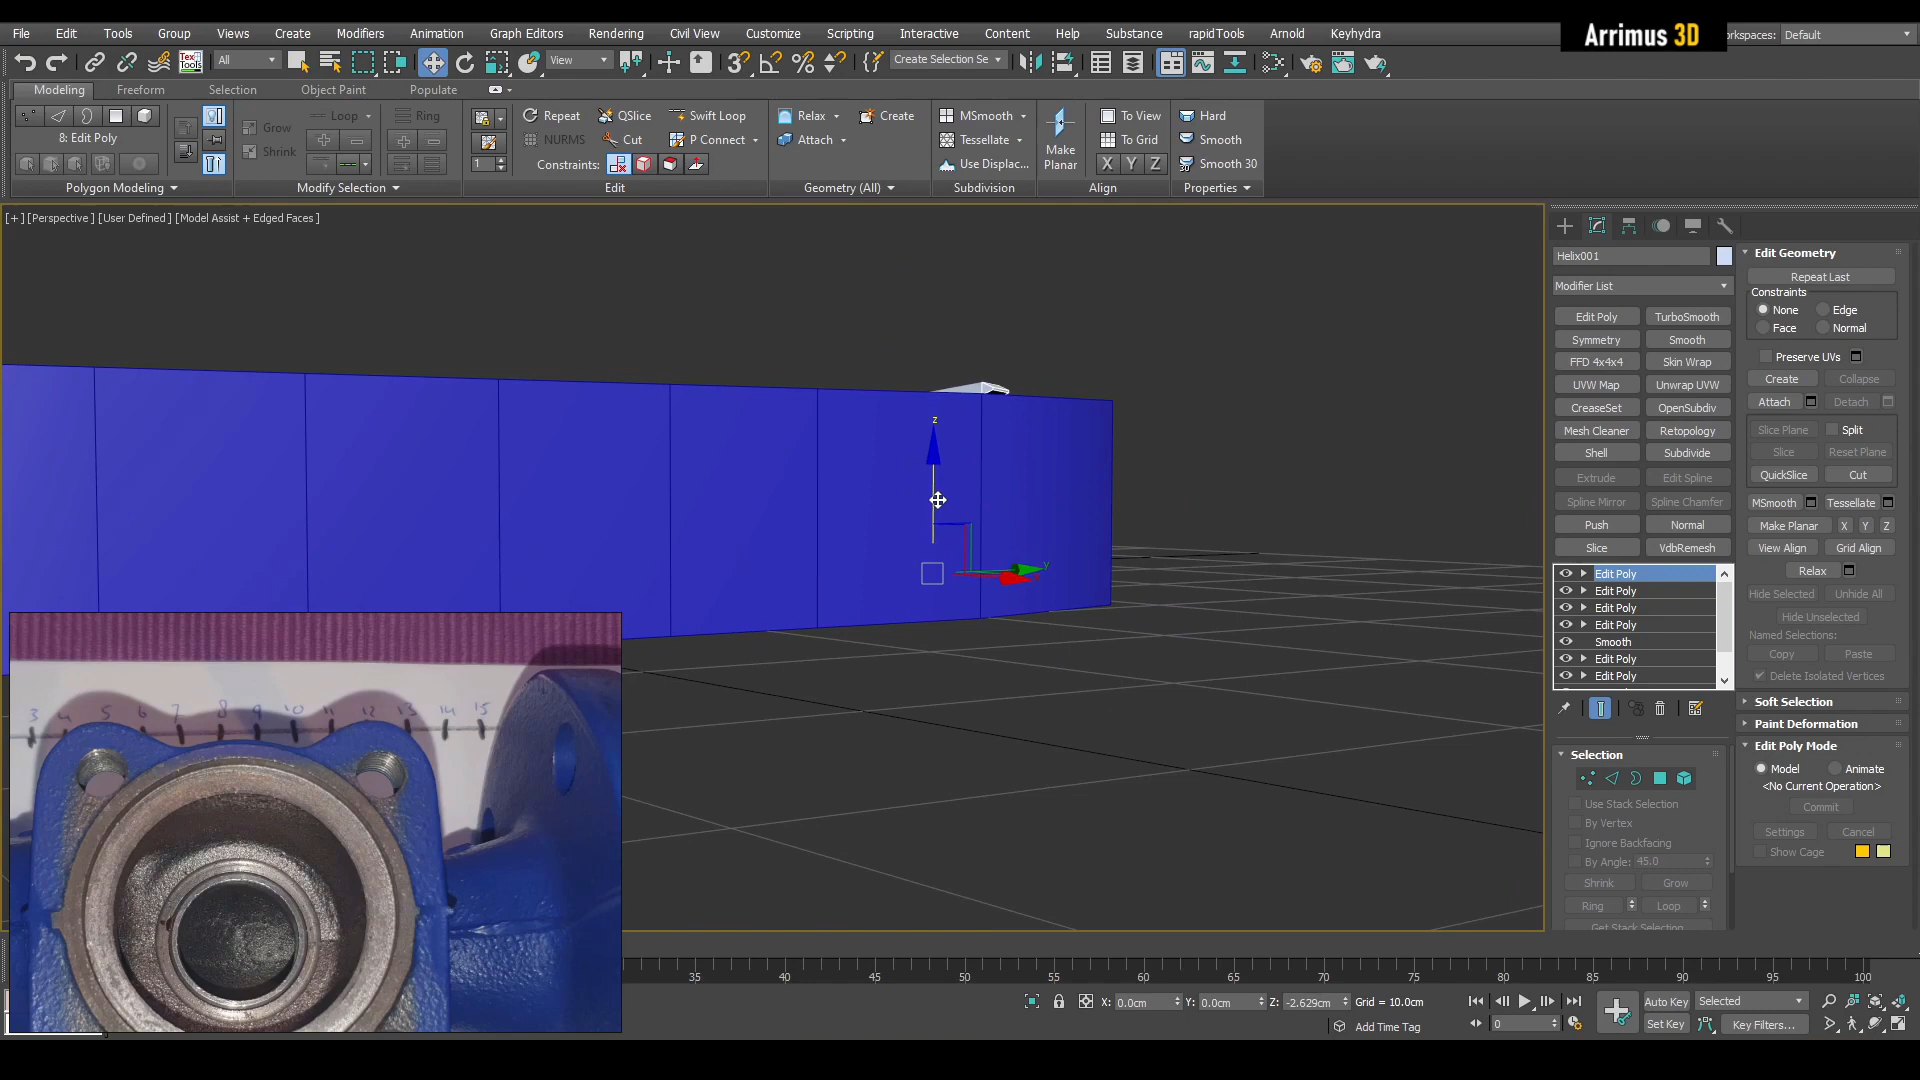 File Edit Tools Group Views Create Modifiers Animation Graph Editors Rendering Civil View Customize Scripting Interactive Content Help Substance rapidTools Arnold Keyhydra
Arrimus 3D
orkspaces: Default
Tex Tools All View Create Selection Se
Modeling Freeform Selection Object Paint Populate
8: Edit Poly
Grow
Shrink
Loop Ring
1
Repeat QSlice Swift Loop
NURMS Cut P Connect
Constraints:
Relax Create
Attach
MSmooth
Tessellate
Use Displac...
Make
Planar
To View
To Grid
X Y Z
Hard
Smooth
Smooth 30
Polygon Modeling Modify Selection Edit Geometry (All) Subdivision Align Properties
[+] [Perspective] [User Defined] [Model Assist + Edged Faces]
z
y
Helix001
Modifier List
Edit Poly TurboSmooth
Symmetry Smooth
FFD 4x4x4 Skin Wrap
UVW Map Unwrap UVW
CreaseSet OpenSubdiv
Mesh Cleaner Retopology
Shell Subdivide
Extrude Edit Spline
Spline Mirror Spline Chamfer
Push Normal
Slice VdbRemesh
Edit Poly
Edit Poly
Edit Poly
Edit Poly
Smooth
Edit Poly
Edit Poly
Selection
Use Stack Selection
By Vertex
Ignore Backfacing
By Angle: 45.0
Shrink Grow
Ring Loop
Get Stack Selection
Edit Geometry
Repeat Last
Constraints
None Edge
Face Normal
Preserve UVs
Create Collapse
Attach Detach
Slice Plane Split
Slice Reset Plane
QuickSlice Cut
MSmooth Tessellate
Make Planar X Y Z
View Align Grid Align
Relax
Hide Selected Unhide All
Hide Unselected
Named Selections:
Copy Paste
Delete Isolated Vertices
Soft Selection
Paint Deformation
Edit Poly Mode
Model Animate
<No Current Operation>
Commit
Settings Cancel
Show Cage
3 4 5 6 7 8 9 10 11 12 13 14 15
35 40 45 50 55 60 65 70 75 80 85 90 95 100
X: 0.0cm Y: 0.0cm Z: -2.629cm Grid = 10.0cm
Add Time Tag
0
Auto Key Selected
Set Key Key Filters...